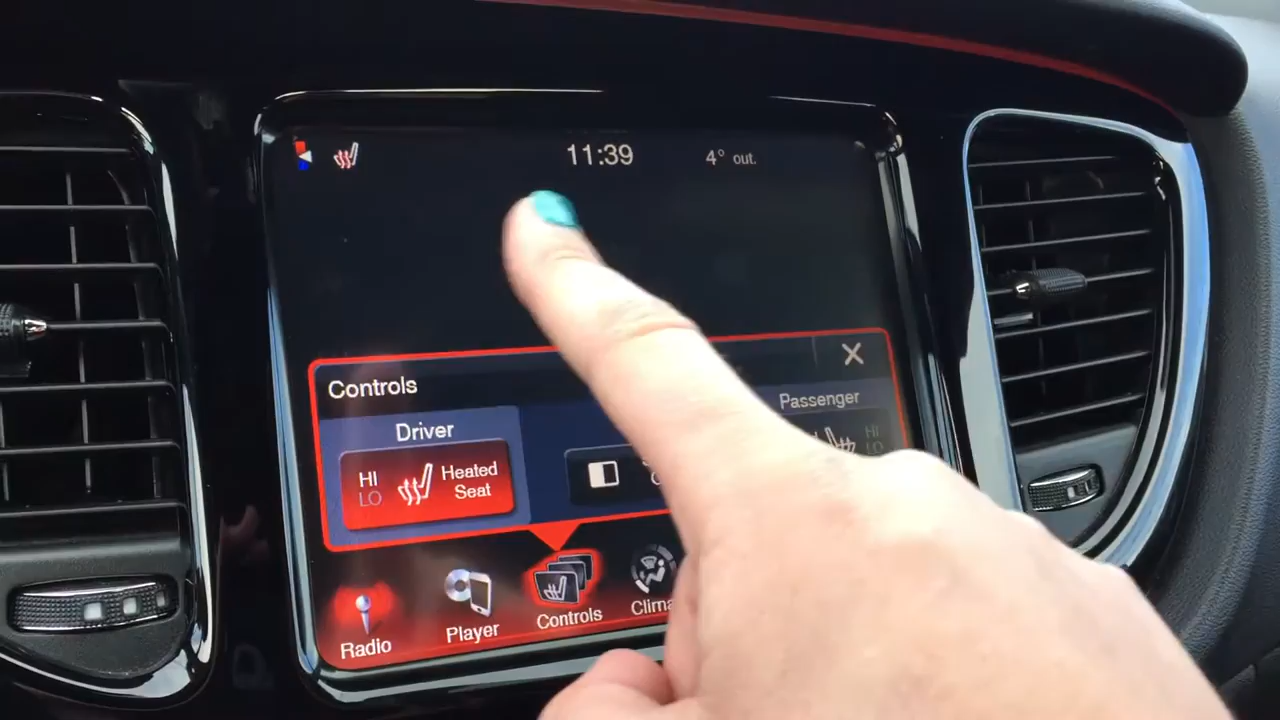 11:39
4° out.
Controls
Driver
Passenger
HI
LO
Heated
Seat
HI
LO
Radio
Player
Controls
Clima